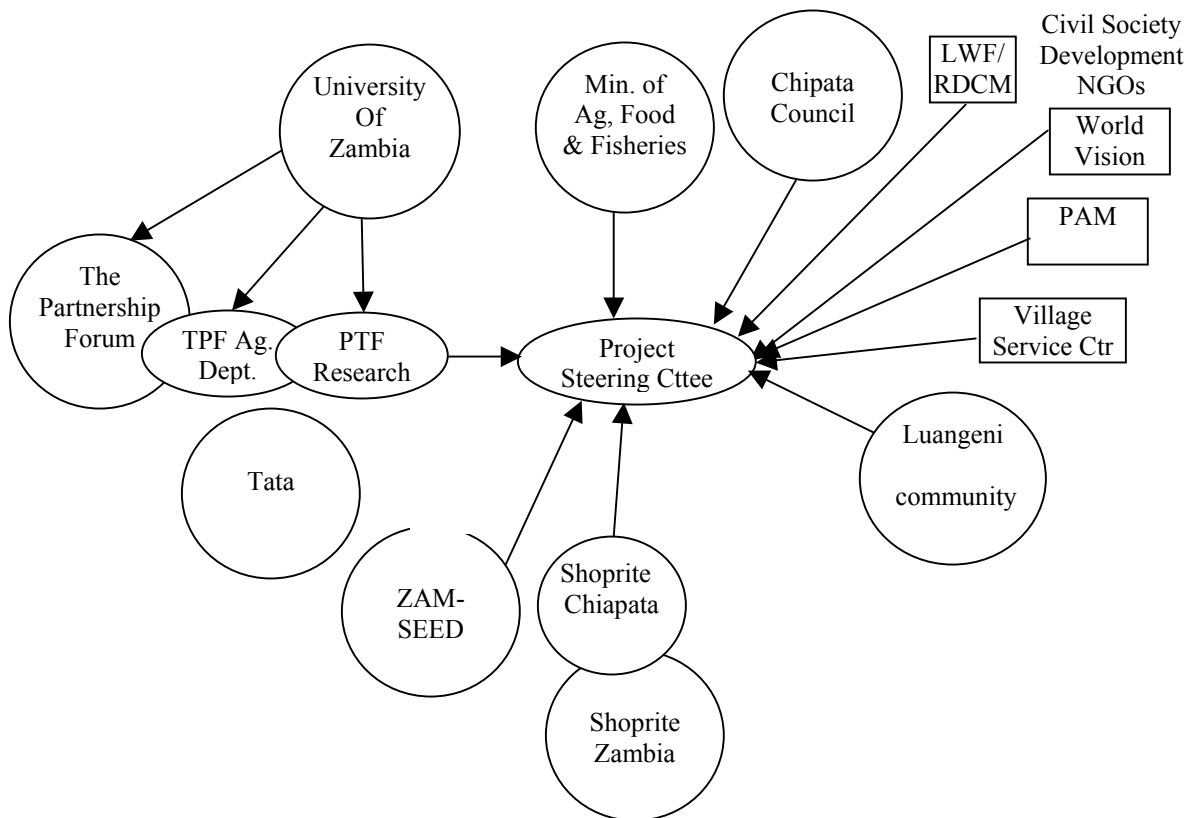 University
Of
Zambia
Min. of
Ag, Food
& Fisheries
Chipata
Council
LWF/
RDCM
Civil Society
Development
NGOs
World
Vision
PAM
The
Partnership
Forum
TPF Ag.
Dept.
PTF
Research
Project
Steering Cttee
Village
Service Ctr
Luangeni
community
Tata
ZAM-
SEED
Shoprite
Chiapata
Shoprite
Zambia